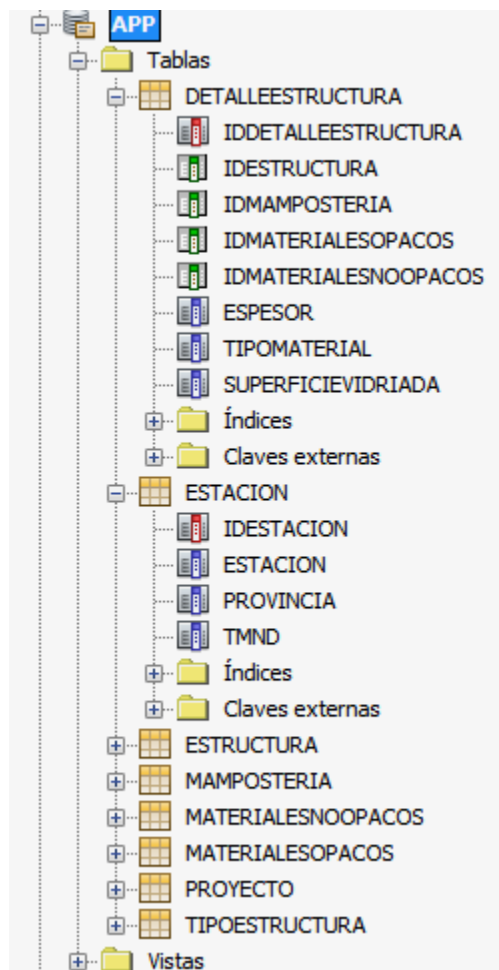 APP
Tablas
DETALLEESTRUCTURA
IDDETALLEESTRUCTURA
IDESTRUCTURA
IDMAMPOSTERIA
IDMATERIALESOPACOS
IDMATERIALESNOOPACOS
ESPESOR
TIPOMATERIAL
SUPERFICIEVIDRIADA
Índices
Claves externas
ESTACION
IDESTACION
ESTACION
PROVINCIA
TMND
Índices
Claves externas
ESTRUCTURA
MAMPOSTERIA
MATERIALESNOOPACOS
MATERIALESOPACOS
PROYECTO
TIPOESTRUCTURA
Vistas